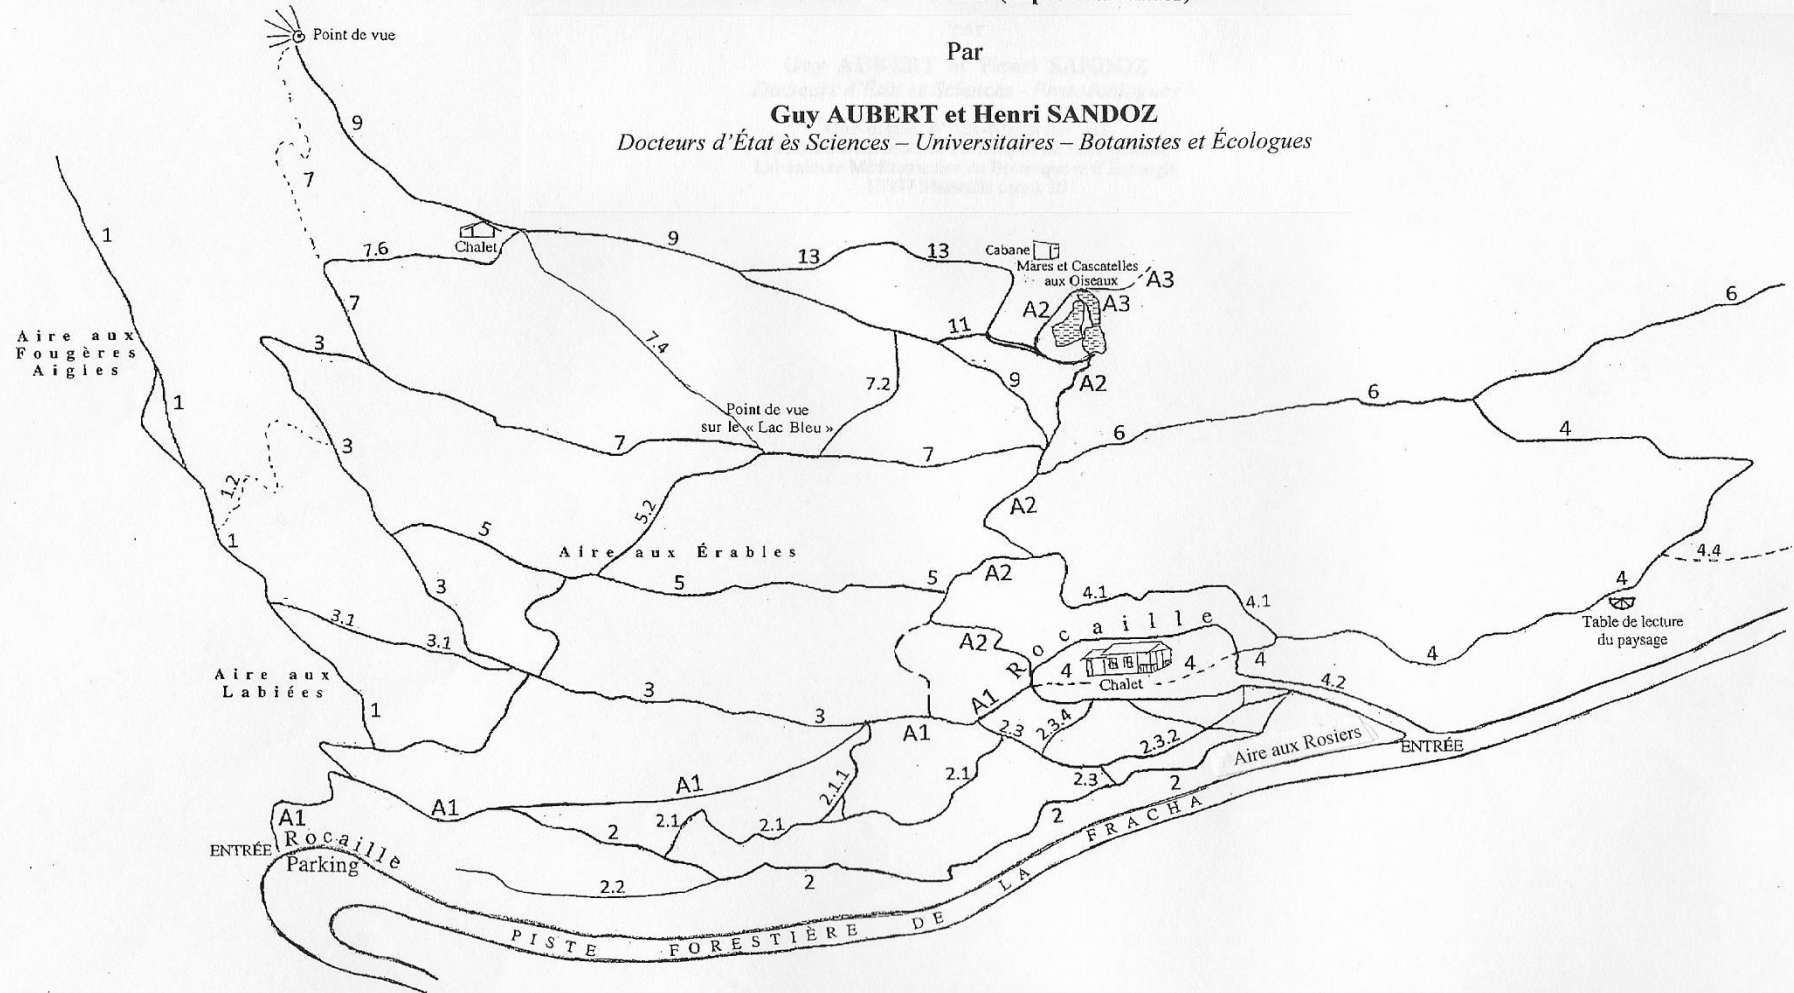 Par
Guy AUBERT et Henri SANDOZ
Docteurs d'État ès Sciences – Universitaires – Botanistes et Écologues
Point de vue
9
7
1
7.6
Chalet
9
13
13
Cabane
Mares et Cascatelles
aux Oiseaux
A3
A2
A3
6
7
Aire aux
Fougères
Aigles
3
7.4
11
7.2
9
A2
6
1
Point de vue
sur le « Lac Bleu »
7
7
6
4
3
1.2
5.2
A2
1
5
Aire aux Érables
4.4
3
5
5
A2
4.1
4.1
4
Table de lecture
du paysage
3.1
3.1
A2
Rocaille
4
4
4
4
Chalet
4.2
Aire aux
Labiées
1
3
3
A1
A1
2.3
2.3.4
2.3.2
Aire aux Rosiers
ENTRÉE
A1
2.1.1
2.1
2.3
2
A1
A1
2
2.1
2.1
2
Rocaille
ENTRÉE
Parking
2.2
2
PISTE FORESTIÈRE DE LA FRACHA